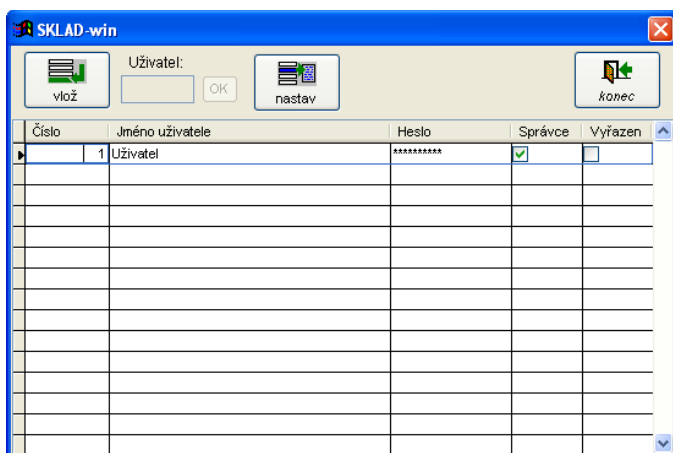 SKLAD-win
vlož
Uživatel:
OK
nastav
konec
Číslo Jméno uživatele Heslo Správce Vyřazen
1 Uživatel **********